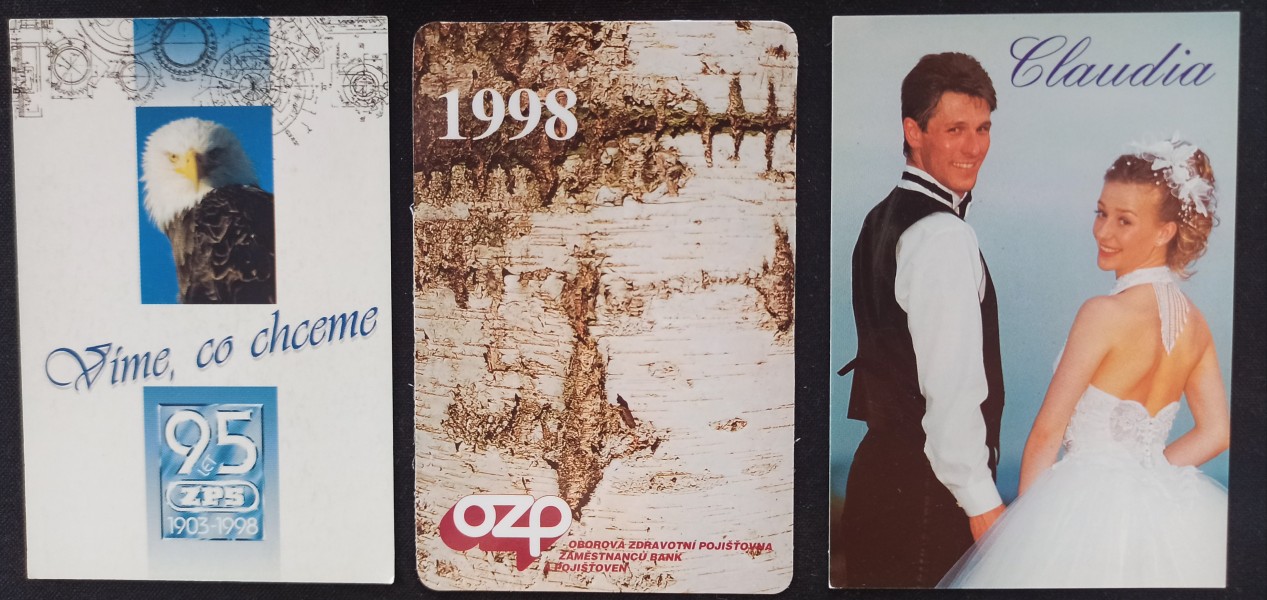 Víme, co chceme
95
LET
ZPS
1903-1998
1998
OZP
OBOROVÁ ZDRAVOTNÍ POJIŠŤOVNA
ZAMĚSTNANCŮ BANK
A POJIŠŤOVEN
Claudia